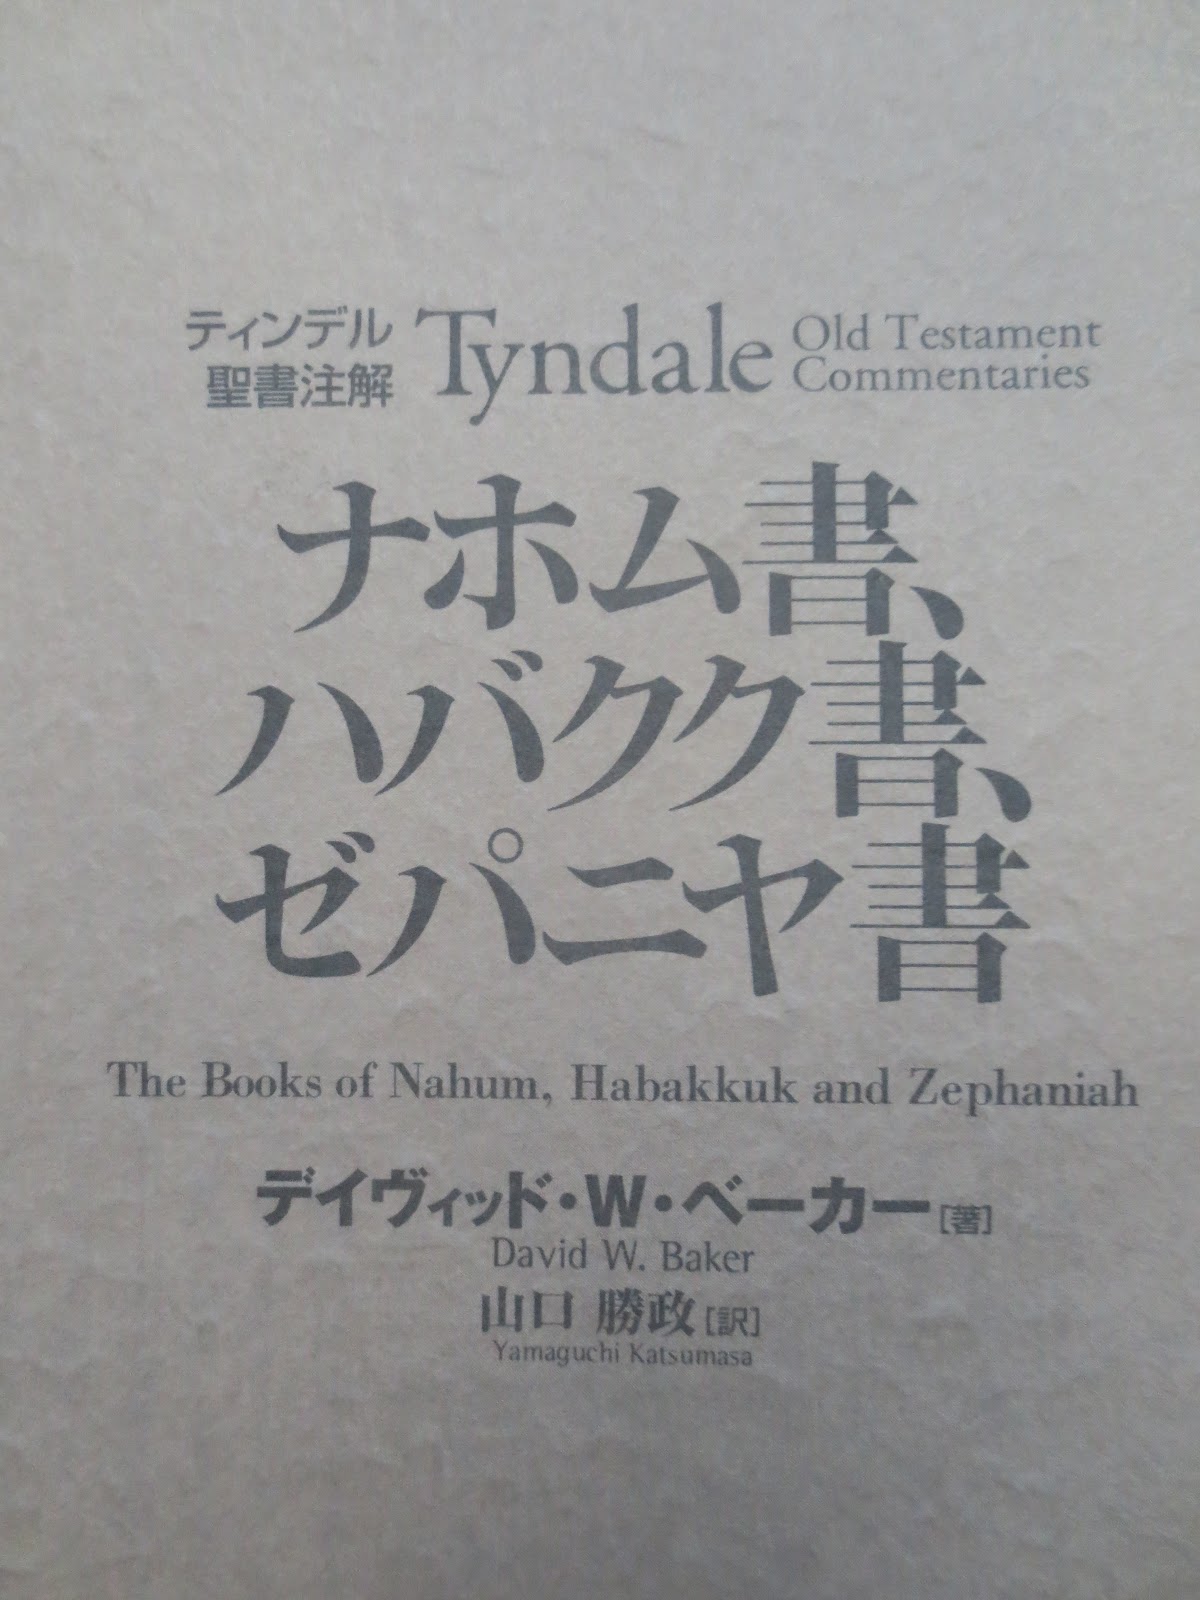 ティンデル
聖書注解
Tyndale
Old Testament
Commentaries
ナホム書、
ハバクク書、
ゼパニヤ書
The Books of Nahum, Habakkuk and Zephaniah
デイヴィッド・W・ベーカー[著]
David W. Baker
山口 勝政[訳]
Yamaguchi Katsumasa